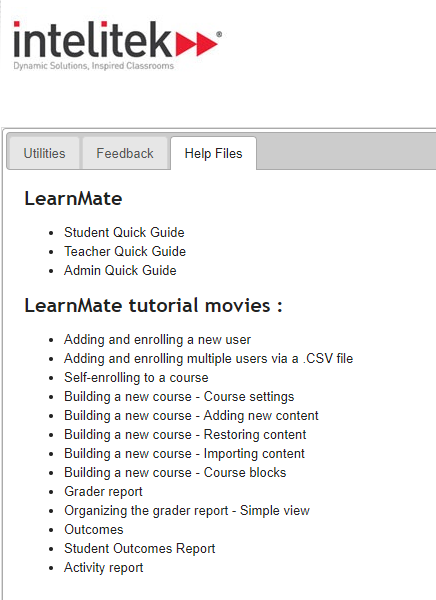 intelitek®
Dynamic Solutions, Inspired Classrooms
Utilities
Feedback
Help Files
LearnMate
• Student Quick Guide
• Teacher Quick Guide
• Admin Quick Guide
LearnMate tutorial movies :
• Adding and enrolling a new user
• Adding and enrolling multiple users via a .CSV file
• Self-enrolling to a course
• Building a new course - Course settings
• Building a new course - Adding new content
• Building a new course - Restoring content
• Building a new course - Importing content
• Building a new course - Course blocks
• Grader report
• Organizing the grader report - Simple view
• Outcomes
• Student Outcomes Report
• Activity report